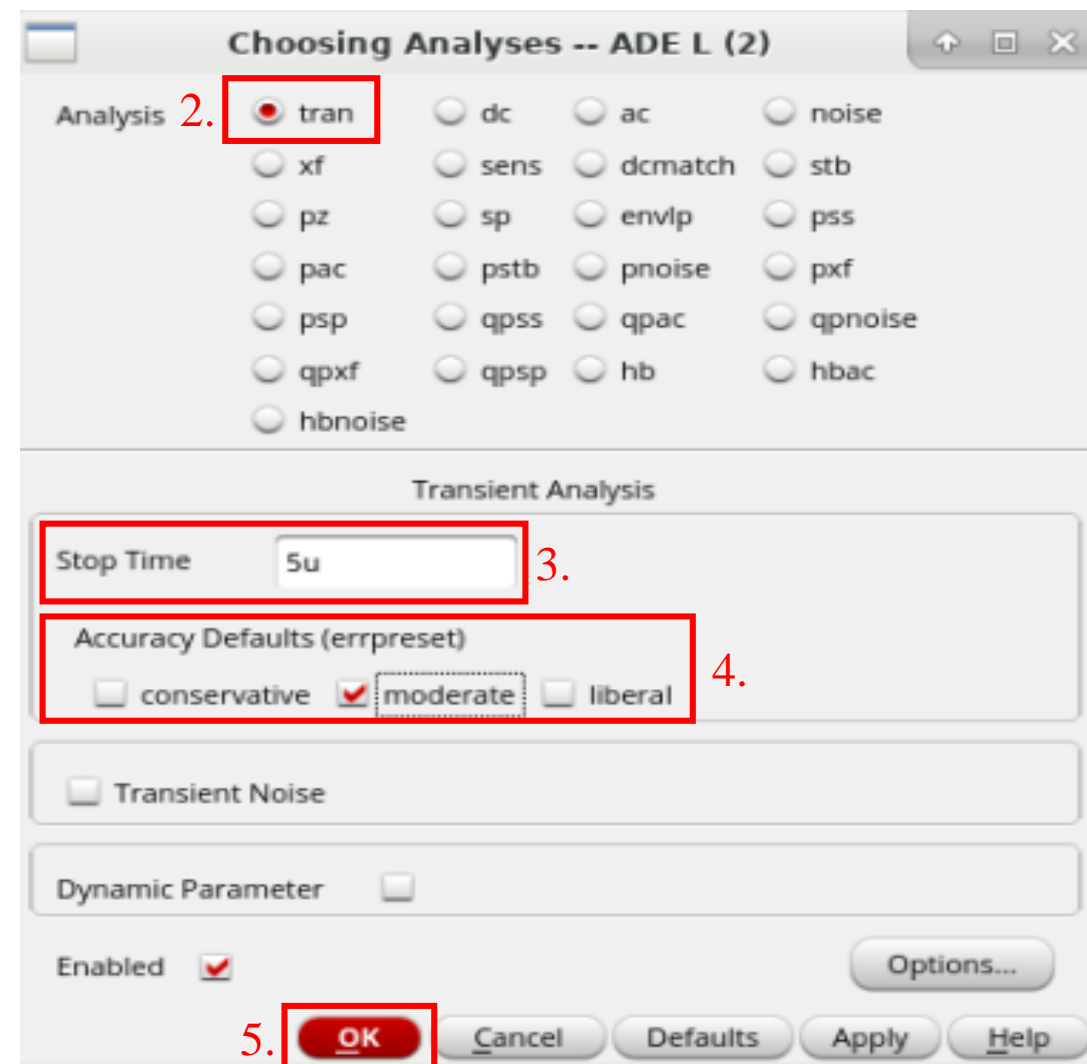 Choosing Analyses -- ADE L (2)
Analysis 2. tran dc ac noise
xf sens dcmatch stb
pz sp envlp pss
pac pstb pnoise pxf
psp qpss qpac qpnoise
qpxf qpsp hb hbac
hbnoise
Transient Analysis
Stop Time 5u 3.
Accuracy Defaults (errpreset)
conservative moderate liberal 4.
Transient Noise
Dynamic Parameter
Enabled Options...
5. OK Cancel Defaults Apply Help